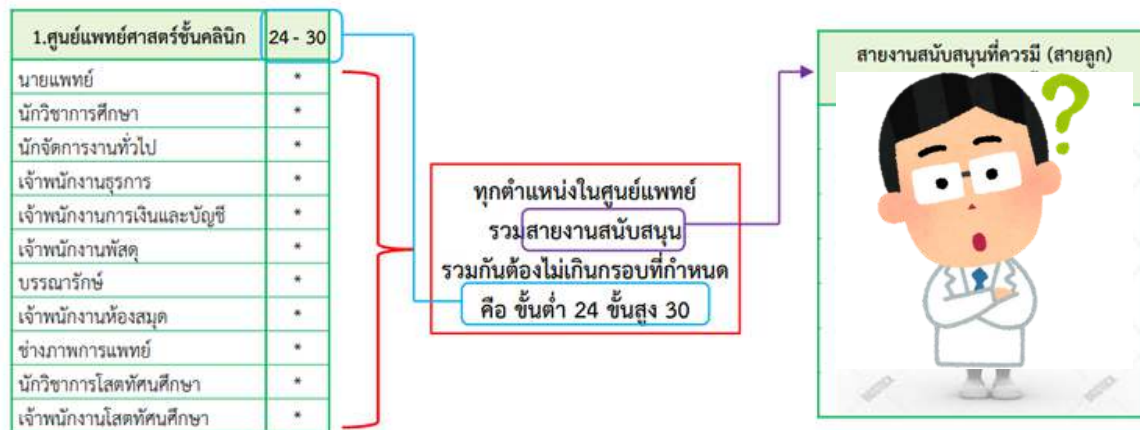 1.ศูนย์แพทย์ศาสตร์ชั้นคลินิก 24 - 30
นายแพทย์ *
นักวิชาการศึกษา *
นักจัดการงานทั่วไป *
เจ้าพนักงานธุรการ *
เจ้าพนักงานการเงินและบัญชี *
เจ้าพนักงานพัสดุ *
บรรณารักษ์ *
เจ้าพนักงานห้องสมุด *
ช่างภาพการแพทย์ *
นักวิชาการโสตทัศนศึกษา *
เจ้าพนักงานโสตทัศนศึกษา *
ทุกตำแหน่งในศูนย์แพทย์
รวมสายงานสนับสนุน
รวมกันต้องไม่เกินกรอบที่กำหนด
คือ ขั้นต่ำ 24 ขั้นสูง 30
สายงานสนับสนุนที่ควรมี (สายลูก)
?